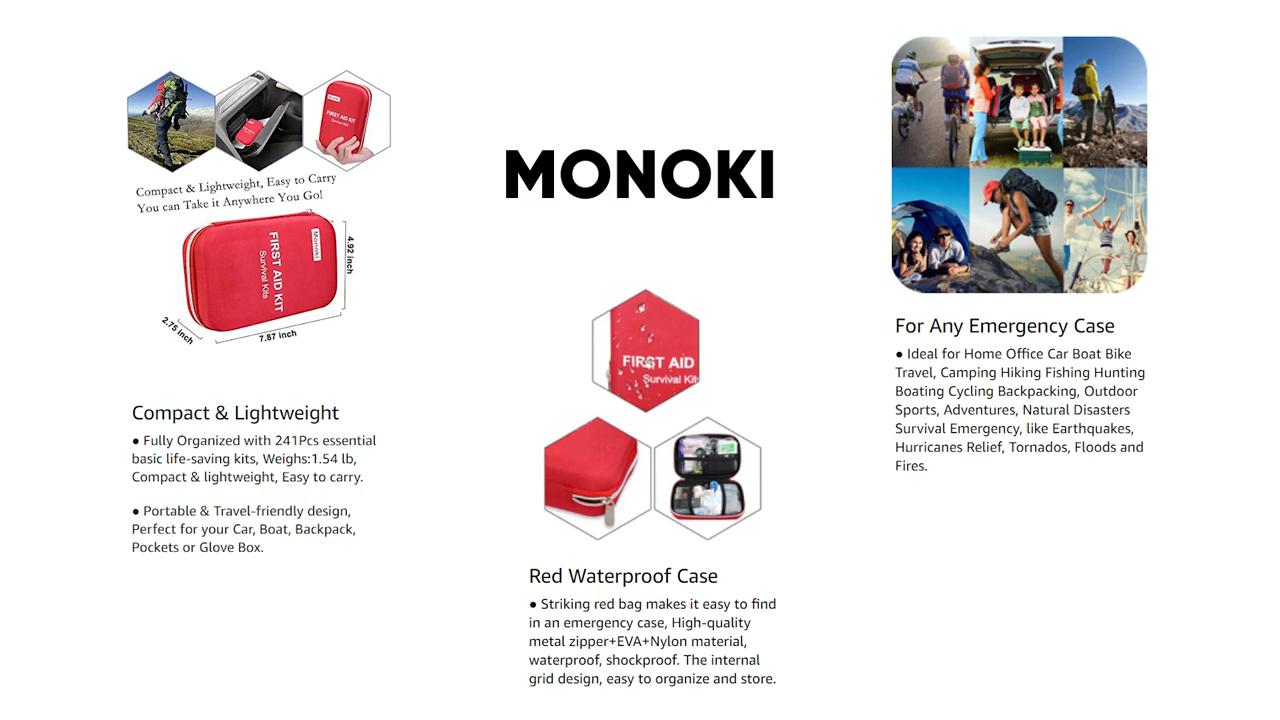 Compact & Lightweight, Easy to Carry
You can Take it Anywhere You Go!
Monoki
FIRST AID KIT
Survival Kits
Monoki
FIRST AID KIT
Survival Kits
4.92 inch
2.75 inch
7.87 inch
Compact & Lightweight
● Fully Organized with 241Pcs essential
basic life-saving kits, Weighs:1.54 lb,
Compact & lightweight, Easy to carry.
● Portable & Travel-friendly design,
Perfect for your Car, Boat, Backpack,
Pockets or Glove Box.
MONOKI
FIRST AID
Survival Kit
Red Waterproof Case
● Striking red bag makes it easy to find
in an emergency case, High-quality
metal zipper+EVA+Nylon material,
waterproof, shockproof. The internal
grid design, easy to organize and store.
For Any Emergency Case
● Ideal for Home Office Car Boat Bike
Travel, Camping Hiking Fishing Hunting
Boating Cycling Backpacking, Outdoor
Sports, Adventures, Natural Disasters
Survival Emergency, like Earthquakes,
Hurricanes Relief, Tornados, Floods and
Fires.